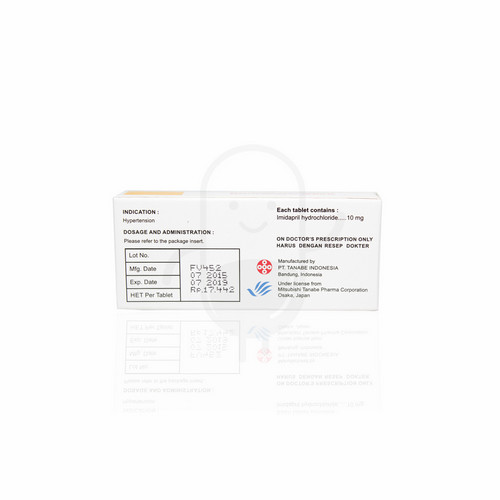 INDICATION :
Hypertension
DOSAGE AND ADMINISTRATION :
Please refer to the package insert.
Lot No.
Mfg. Date
Exp. Date
HET Per Tablet
FV452
07 2015
07 2019
Rp.17.442
Each tablet contains :
Imidapril hydrochloride.....10 mg
ON DOCTOR'S PRESCRIPTION ONLY
HARUS DENGAN RESEP DOKTER
Manufactured by
PT. TANABE INDONESIA
Bandung, Indonesia
Under license from
Mitsubishi Tanabe Pharma Corporation
Osaka, Japan